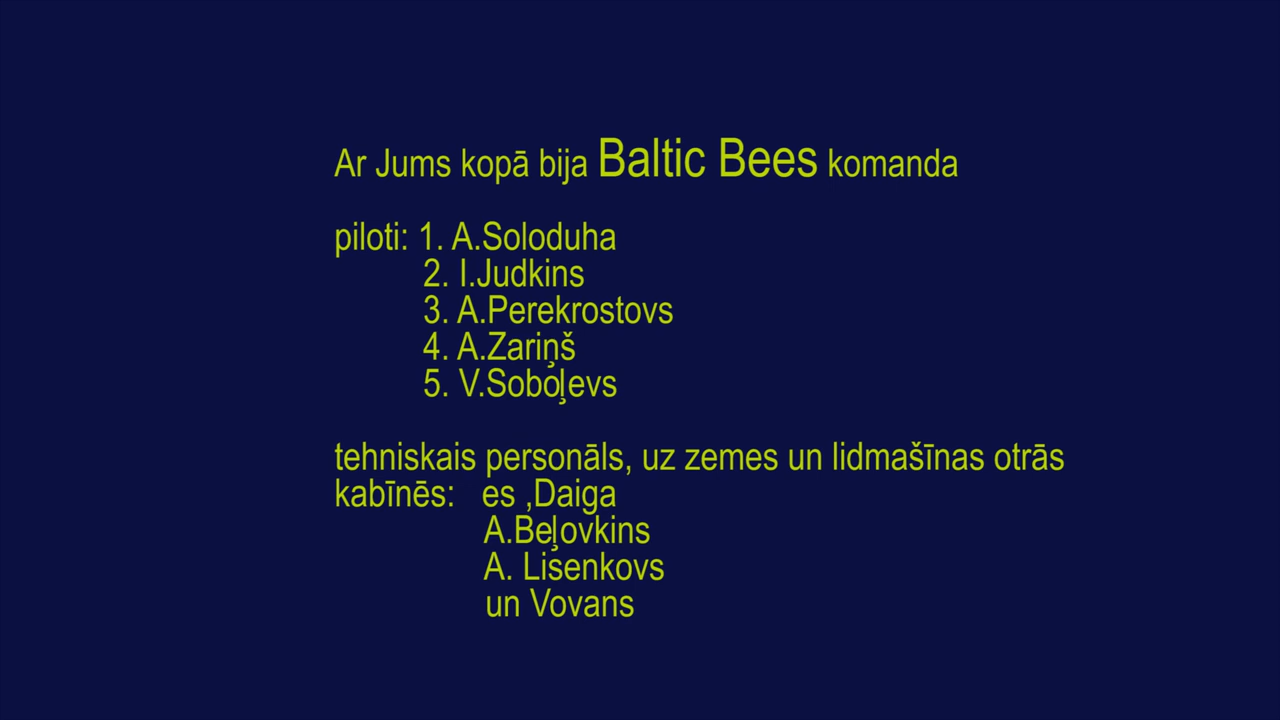 Ar Jums kopā bija Baltic Bees komanda
piloti: 1. A.Soloduha
2. I.Judkins
3. A.Perekrostovs
4. A.Zariņš
5. V.Soboļevs
tehniskais personāls, uz zemes un lidmašīnas otrās
kabīnēs: es ,Daiga
A.Beļovkins
A. Lisenkovs
un Vovans